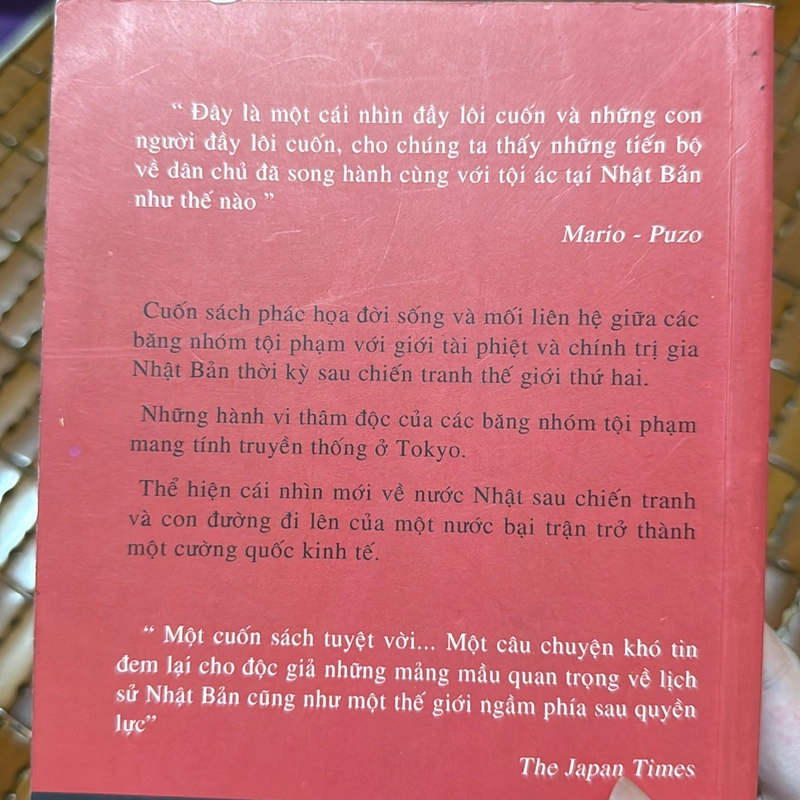 “ Đây là một cái nhìn đầy lôi cuốn và những con
người đầy lôi cuốn, cho chúng ta thấy những tiến bộ
về dân chủ đã song hành cùng với tội ác tại Nhật Bản
như thế nào ”
Mario - Puzo
Cuốn sách phác họa đời sống và mối liên hệ giữa các
băng nhóm tội phạm với giới tài phiệt và chính trị gia
Nhật Bản thời kỳ sau chiến tranh thế giới thứ hai.
Những hành vi thâm độc của các băng nhóm tội phạm
mang tính truyền thống ở Tokyo.
Thể hiện cái nhìn mới về nước Nhật sau chiến tranh
và con đường đi lên của một nước bại trận trở thành
một cường quốc kinh tế.
“ Một cuốn sách tuyệt vời... Một câu chuyện khó tin
đem lại cho độc giả những mảng mầu quan trọng về lịch
sử Nhật Bản cũng như một thế giới ngầm phía sau quyền
lực”
The Japan Times